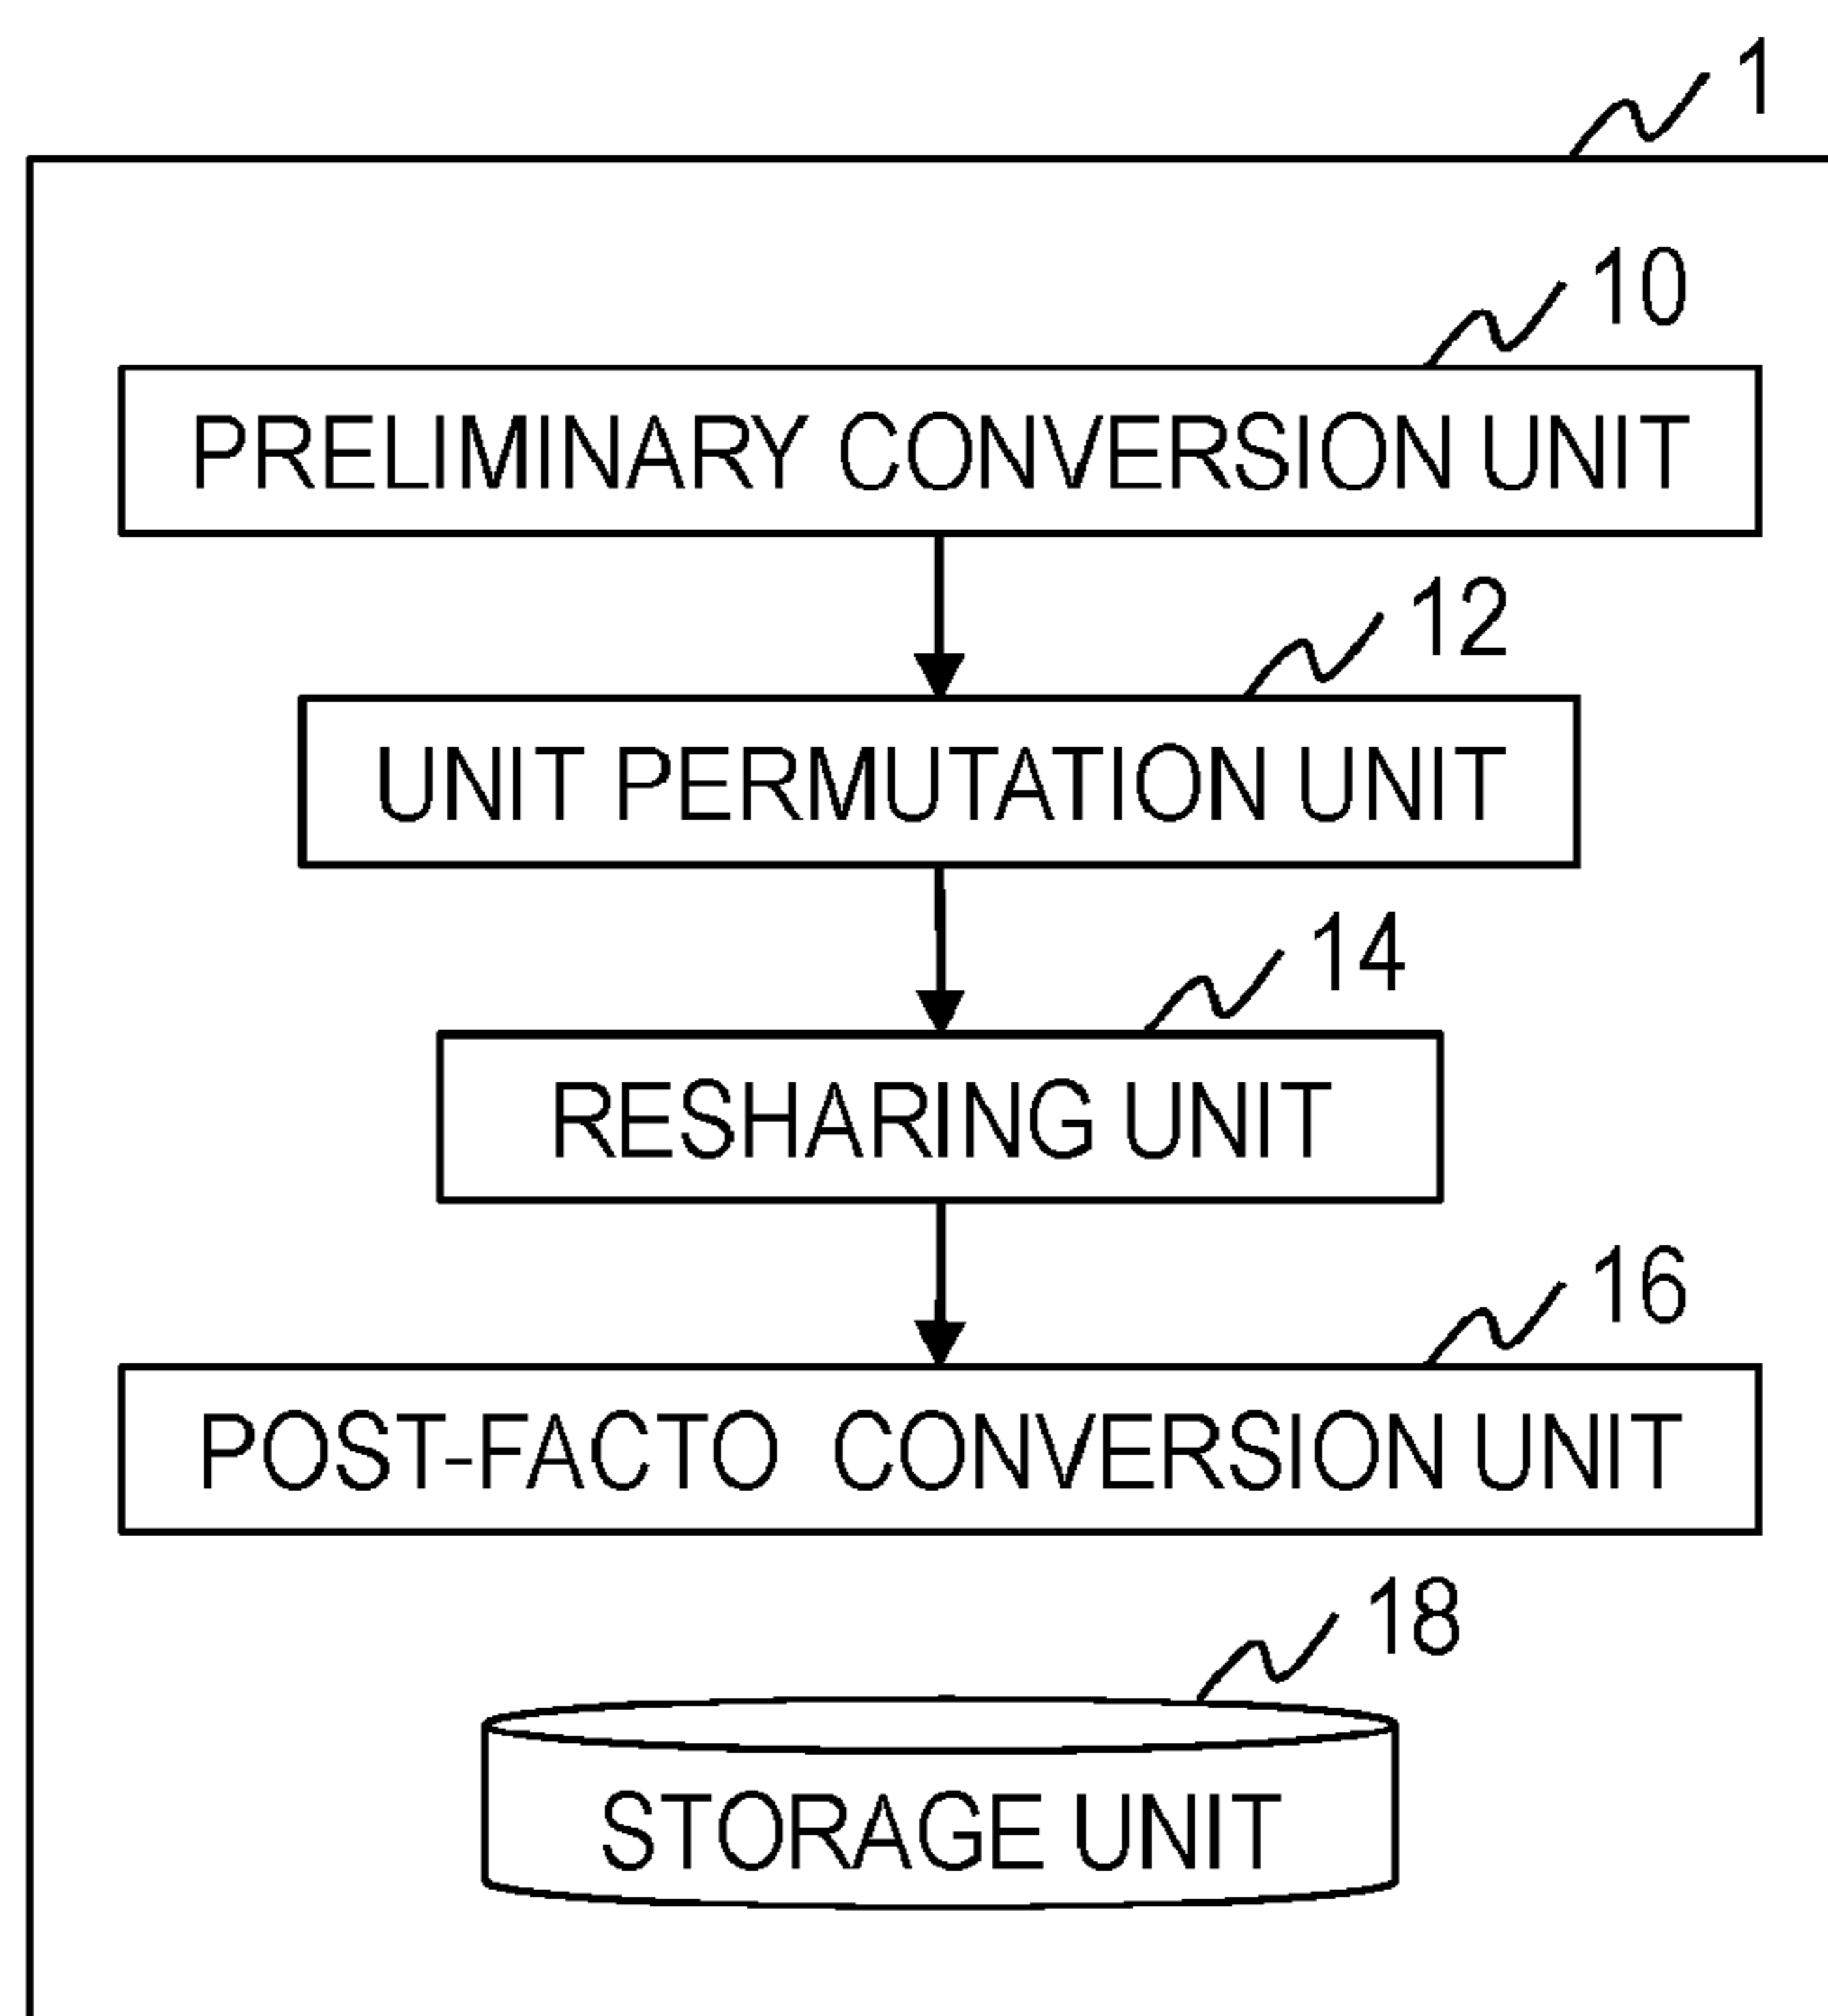 1
10
PRELIMINARY CONVERSION UNIT
12
UNIT PERMUTATION UNIT
14
RESHARING UNIT
16
POST-FACTO CONVERSION UNIT
18
STORAGE UNIT